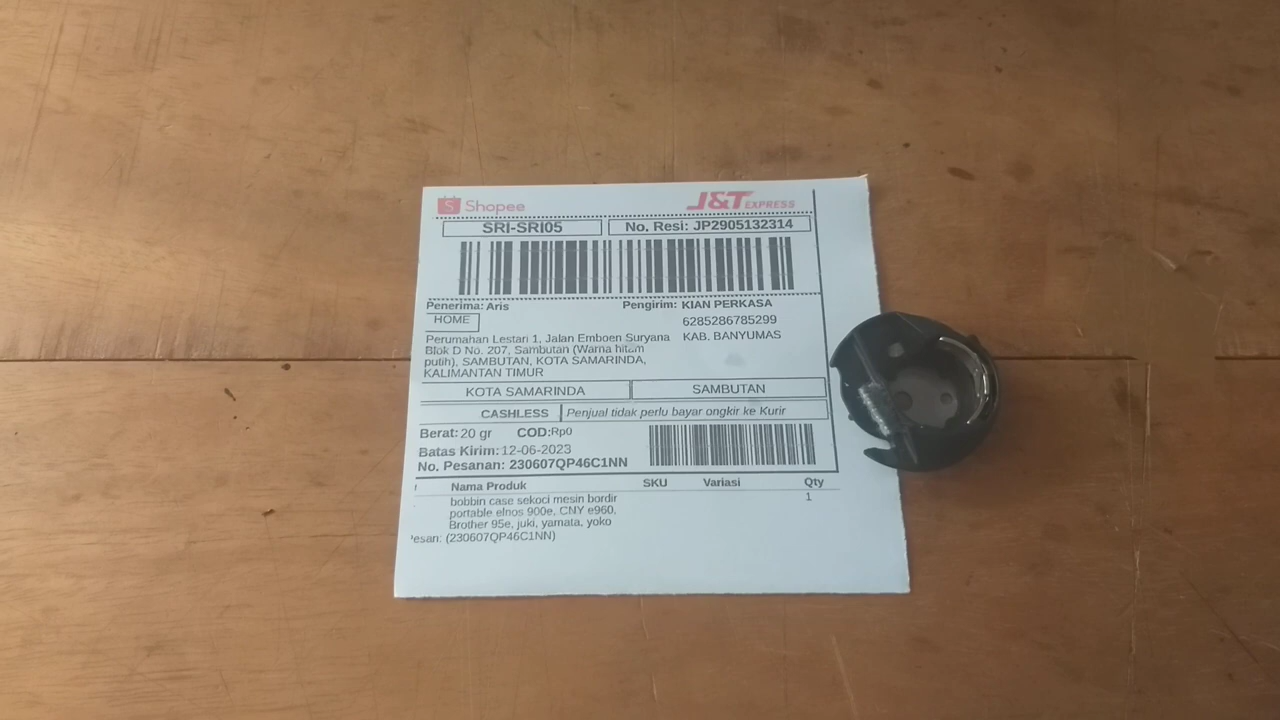 Shopee
J&T EXPRESS
SRI-SRI05
No. Resi: JP2905132314
Penerima: Aris
Pengirim: KIAN PERKASA
HOME
6285286785299
KAB. BANYUMAS
Perumahan Lestari 1, Jalan Emboen Suryana
Blok D No. 207, Sambutan (Warna hitam
putih), SAMBUTAN, KOTA SAMARINDA,
KALIMANTAN TIMUR
KOTA SAMARINDA
SAMBUTAN
CASHLESS
Penjual tidak perlu bayar ongkir ke Kurir
Berat: 20 gr
COD:Rp0
Batas Kirim: 12-06-2023
No. Pesanan: 230607QP46C1NN
Nama Produk
SKU
Variasi
Qty
bobbin case sekoci mesin bordir
portable elnos 900e, CNY e960,
Brother 95e, juki, yamata, yoko
1
esan: (230607QP46C1NN)